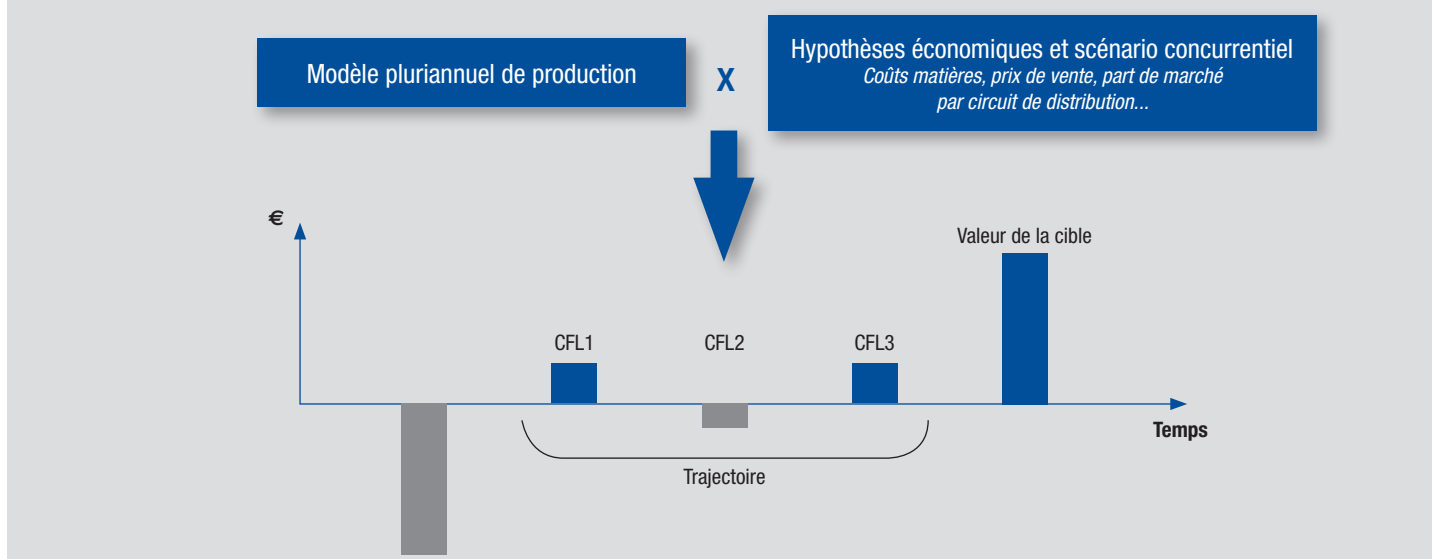 Modèle pluriannuel de production
X
Hypothèses économiques et scénario concurrentiel
Coûts matières, prix de vente, part de marché
par circuit de distribution...
€
Valeur de la cible
CFL1
CFL2
CFL3
Temps
Trajectoire